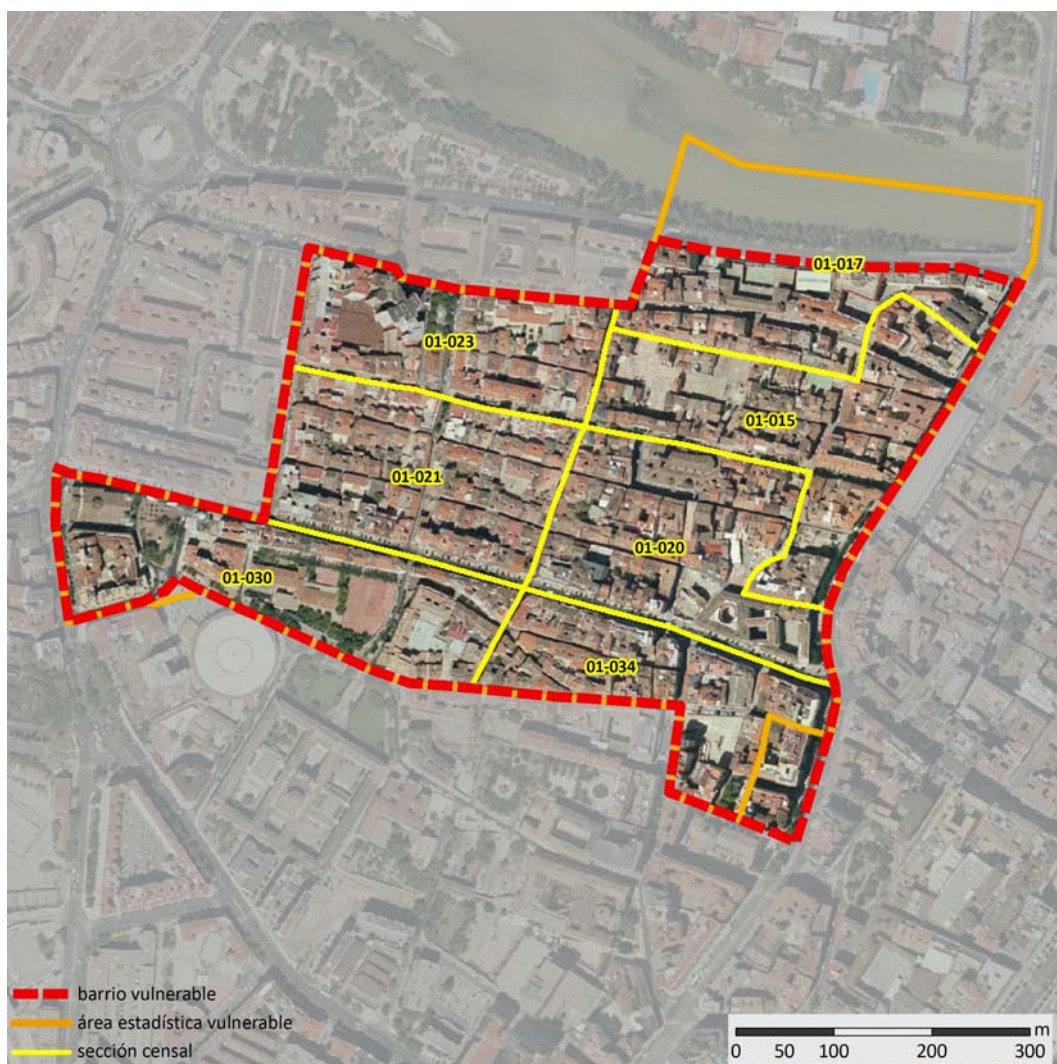 01-017
01-023
01-015
01-021
01-020
01-030
01-034
barrio vulnerable
área estadística vulnerable
sección censal
m
0 50 100 200 300